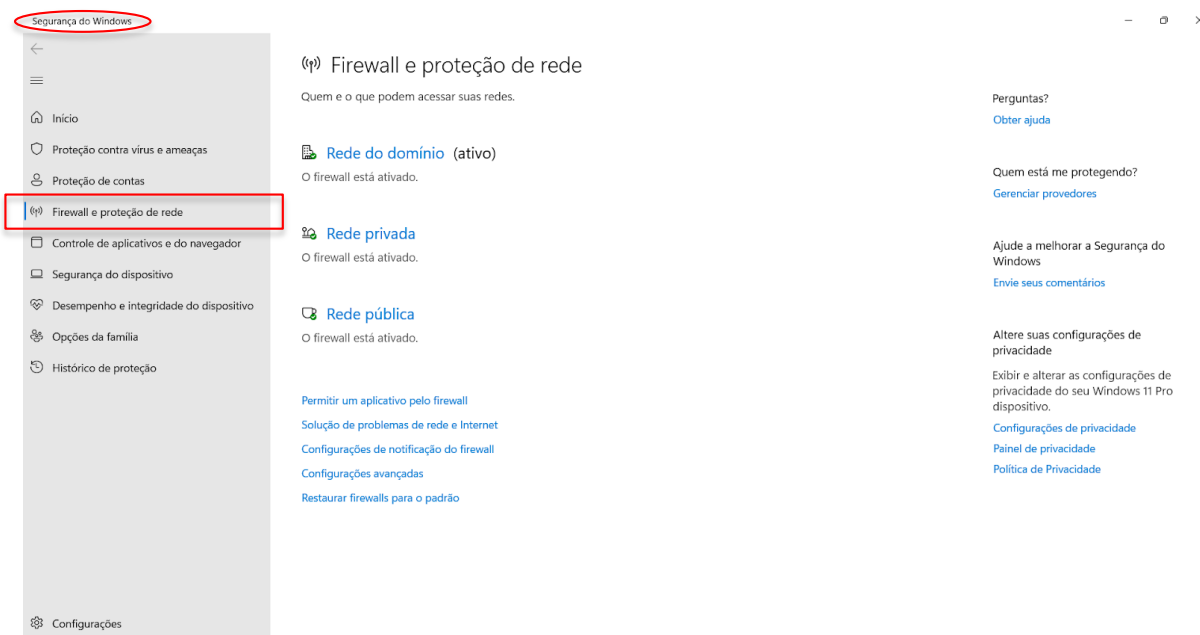 Segurança do Windows
Início
Proteção contra vírus e ameaças
Proteção de contas
Firewall e proteção de rede
Controle de aplicativos e do navegador
Segurança do dispositivo
Desempenho e integridade do dispositivo
Opções da família
Histórico de proteção
Configurações
Firewall e proteção de rede
Quem e o que podem acessar suas redes.
Rede do domínio (ativo)
O firewall está ativado.
Rede privada
O firewall está ativado.
Rede pública
O firewall está ativado.
Permitir um aplicativo pelo firewall
Solução de problemas de rede e Internet
Configurações de notificação do firewall
Configurações avançadas
Restaurar firewalls para o padrão
Perguntas?
Obter ajuda
Quem está me protegendo?
Gerenciar provedores
Ajude a melhorar a Segurança do
Windows
Envie seus comentários
Altere suas configurações de
privacidade
Exibir e alterar as configurações de
privacidade do seu Windows 11 Pro
dispositivo.
Configurações de privacidade
Painel de privacidade
Política de Privacidade